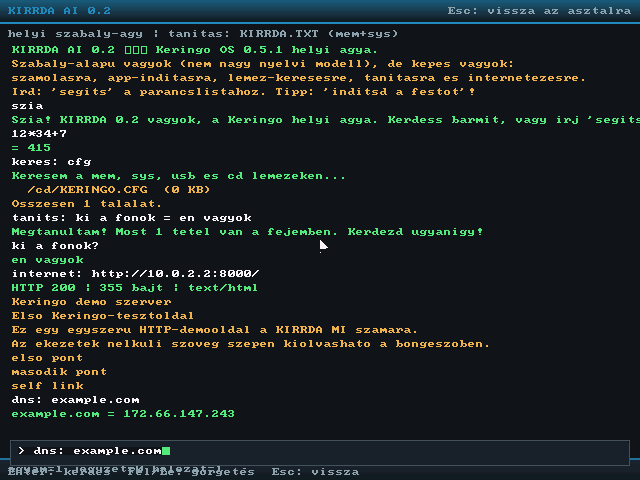 KIRRDA AI 0.2
Esc: vissza az asztalra
helyi szabaly-agy ¦ tanitas: KIRRDA.TXT (mem+sys)
KIRRDA AI 0.2 □□□ Keringo OS 0.5.1 helyi agya.
Szabaly-alapu vagyok (nem nagy nyelvi modell), de kepes vagyok:
szamolasra, app-inditasra, lemez-keresesre, tanitasra es internetezesre.
Ird: 'segits' a parancslistahoz. Tipp: 'inditsd a festot'!
szia
Szia! KIRRDA 0.2 vagyok, a Keringo helyi agya. Kerdess barmit, vagy irj 'segits
12*34+7
= 415
keres: cfg
Keresem a mem, sys, usb es cd lemezeken...
/cd/KERINGO.CFG (0 KB)
Osszesen 1 talalat.
tanits: ki a fonok = en vagyok
Megtanultam! Most 1 tetel van a fejemben. Kerdezd ugyanigy!
ki a fonok?
en vagyok
internet: http://10.0.2.2:8000/
HTTP 200 ¦ 355 bajt ¦ text/html
Keringo demo szerver
Elso Keringo-tesztoldal
Ez egy egyszeru HTTP-demooldal a KIRRDA MI szamara.
Az ekezetek nelkuli szoveg szepen kiolvashato a bongeszoben.
elso pont
masodik pont
self link
dns: example.com
example.com = 172.66.147.243
> dns: example.com
Enter: kerdes Fel/Le: gorgetes Esc: vissza